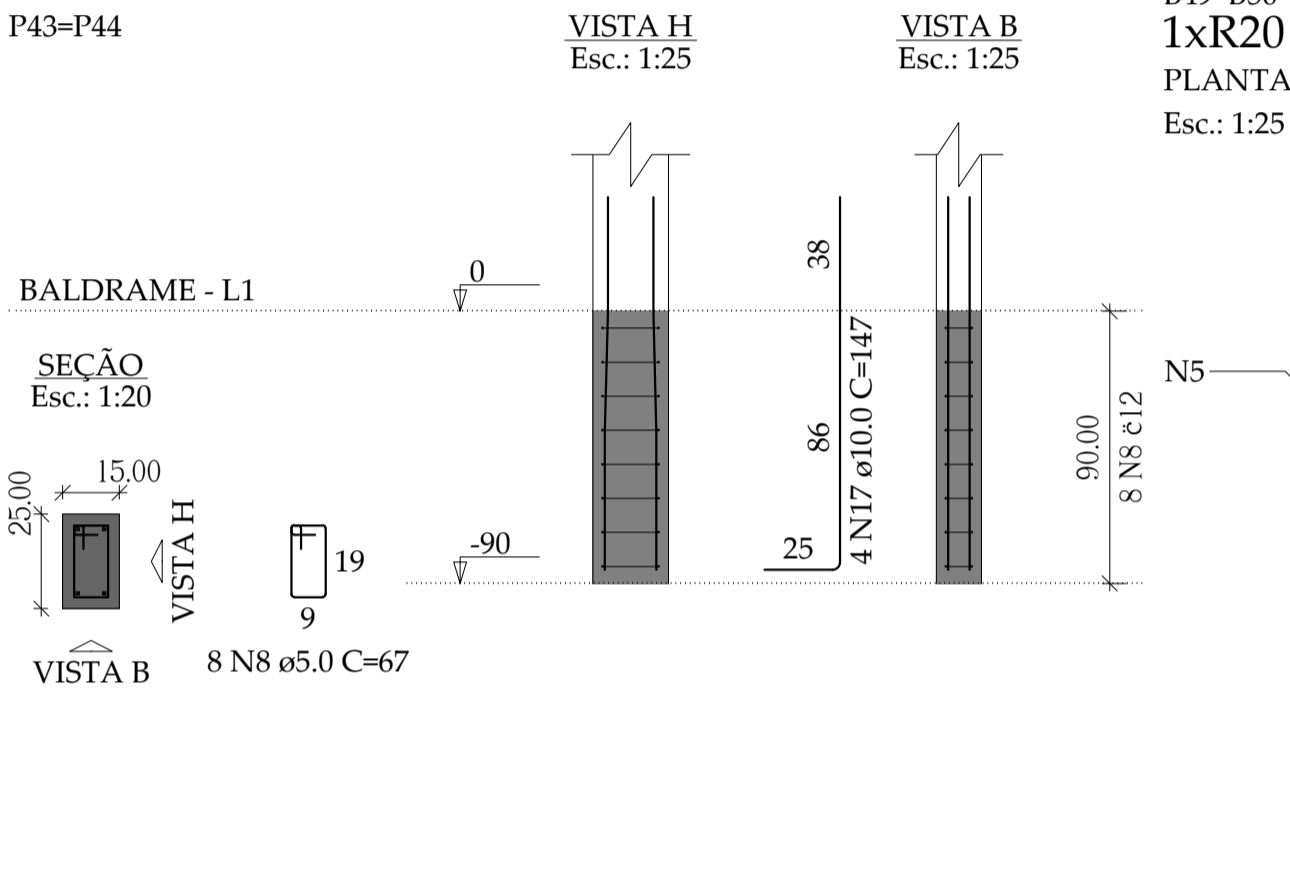 P43=P44
VISTA H
Esc.: 1:25
VISTA B
Esc.: 1:25
1xR20
PLANTA
Esc.: 1:25
38
0
BALDRAME - L1
SEÇÃO
Esc.: 1:20
86
4 N17 ø10.0 C=147
25
90.00
8 N8 c12
N5
15.00
25.00
VISTA H
VISTA B
19
9
8 N8 ø5.0 C=67
-90